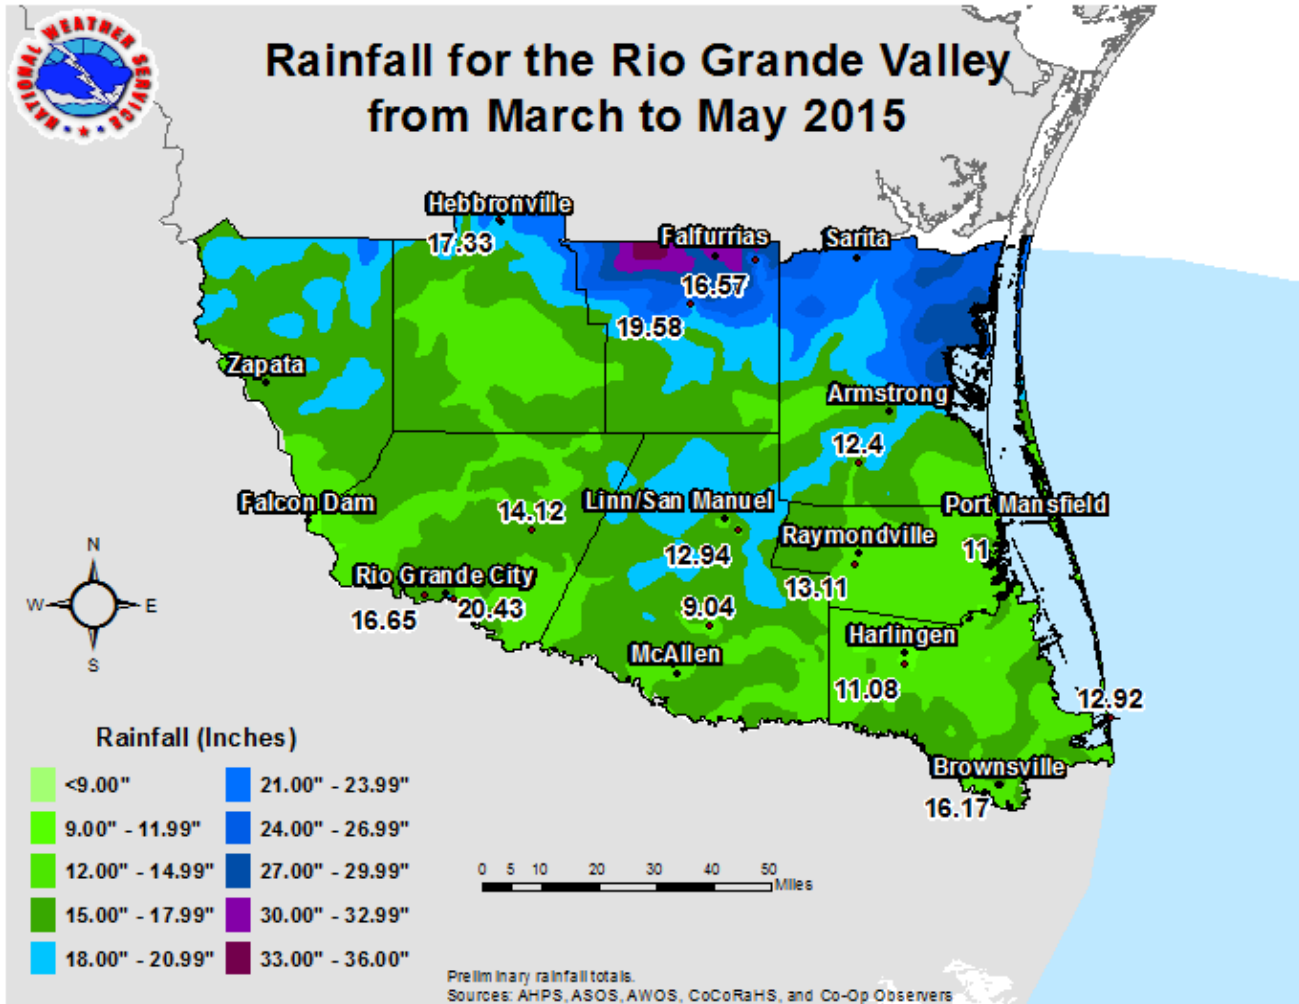 NATIONAL WEATHER SERVICE
Rainfall for the Rio Grande Valley
from March to May 2015
Hebbronville
17.33
Falfurrias
Sarita
16.57
19.58
Zapata
Armstrong
12.4
Falcon Dam
Linn/San Manuel
Port Mansfield
14.12
Raymondville
12.94
11
13.11
Rio Grande City
16.65
20.43
9.04
Harlingen
McAllen
11.08
12.92
Brownsville
16.17
N
W
E
S
Rainfall (Inches)
<9.00"
9.00" - 11.99"
12.00" - 14.99"
15.00" - 17.99"
18.00" - 20.99"
21.00" - 23.99"
24.00" - 26.99"
27.00" - 29.99"
30.00" - 32.99"
33.00" - 36.00"
0 5 10 20 30 40 50
Miles
Preliminary rainfall totals.
Sources: AHPS, ASOS, AWOS, CoCoRaHS, and Co-Op Observers